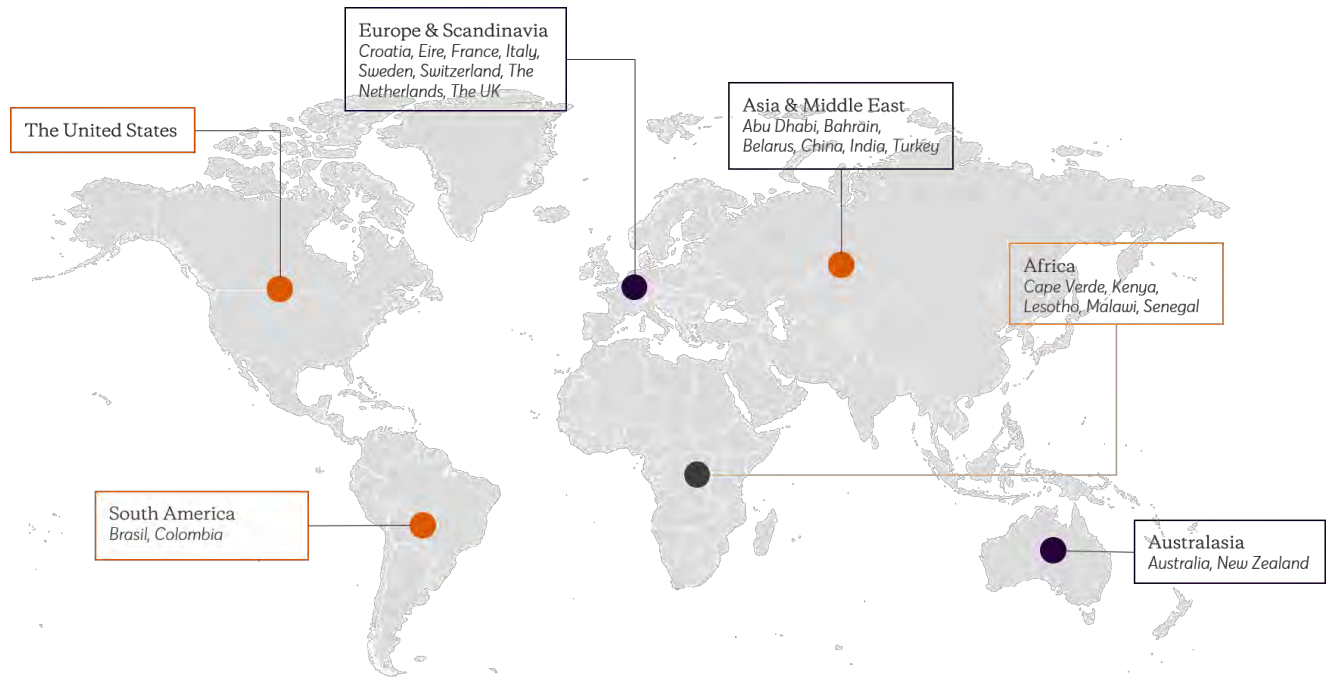 Europe & Scandinavia
Croatia, Eire, France, Italy,
Sweden, Switzerland, The
Netherlands, The UK
The United States
Asia & Middle East
Abu Dhabi, Bahrain,
Belarus, China, India, Turkey
Africa
Cape Verde, Kenya,
Lesotho, Malawi, Senegal
South America
Brasil, Colombia
Australasia
Australia, New Zealand